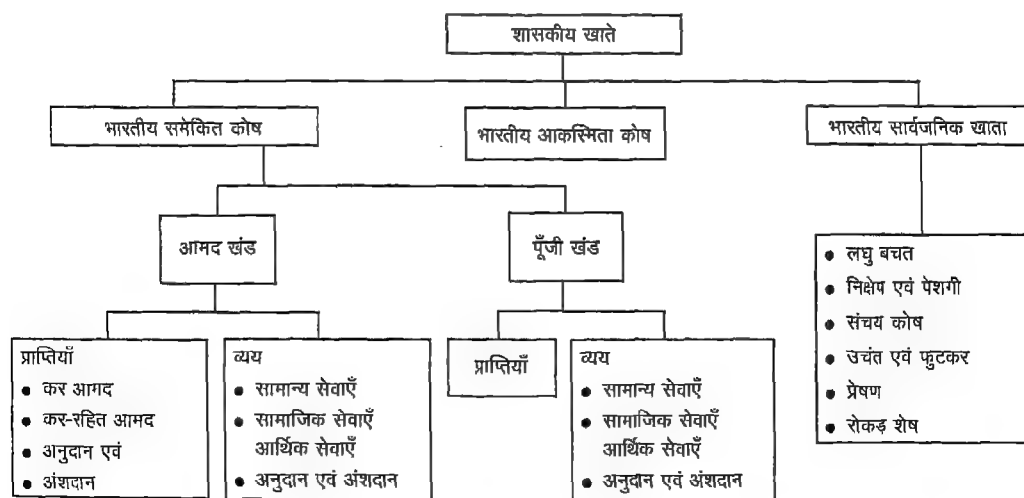 शासकीय खाते
भारतीय समेकित कोष
भारतीय आकस्मिता कोष
भारतीय सार्वजनिक खाता
आमद खंड
पूँजी खंड
• लघु बचत
• निक्षेप एवं पेशगी
• संचय कोष
• उचंत एवं फुटकर
• प्रेषण
• रोकड़ शेष
प्राप्तियाँ
• कर आमद
• कर-रहित आमद
• अनुदान एवं
• अंशदान
व्यय
• सामान्य सेवाएँ
• सामाजिक सेवाएँ
आर्थिक सेवाएँ
• अनुदान एवं अंशदान
प्राप्तियाँ
व्यय
• सामान्य सेवाएँ
• सामाजिक सेवाएँ
आर्थिक सेवाएँ
• अनुदान एवं अंशदान